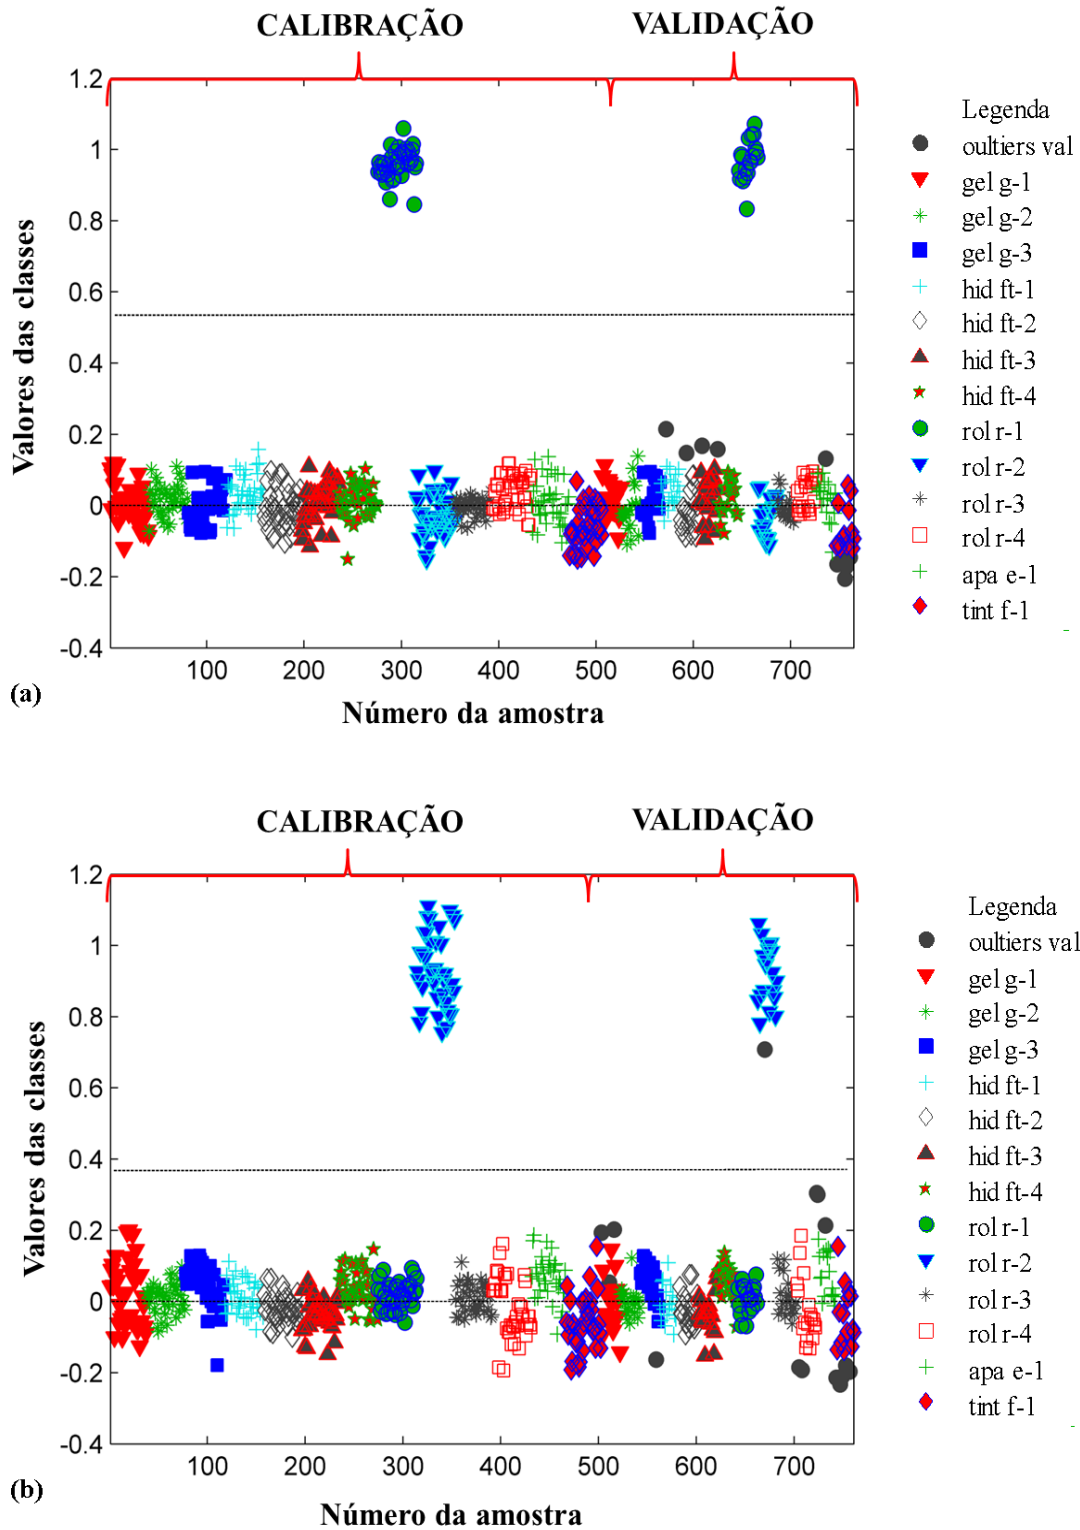 CALIBRAÇÃO VALIDAÇÃO
1.2
1
0.8
0.6
0.4
0.2
0
-0.2
-0.4
Valores das classes
100 200 300 400 500 600 700
Número da amostra
(a)
Legenda
oultiers val
gel g-1
gel g-2
gel g-3
hid ft-1
hid ft-2
hid ft-3
hid ft-4
rol r-1
rol r-2
rol r-3
rol r-4
apa e-1
tint f-1
CALIBRAÇÃO VALIDAÇÃO
1.2
1
0.8
0.6
0.4
0.2
0
-0.2
-0.4
Valores das classes
100 200 300 400 500 600 700
Número da amostra
(b)
Legenda
oultiers val
gel g-1
gel g-2
gel g-3
hid ft-1
hid ft-2
hid ft-3
hid ft-4
rol r-1
rol r-2
rol r-3
rol r-4
apa e-1
tint f-1